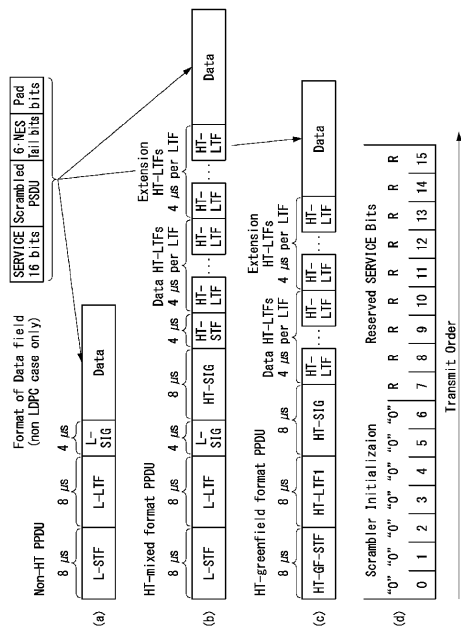 Format of Data field
(non LDPC case only)
SERVICE 16 bits
Scrambled PSDU
6·NES Tail bits
Pad bits
Non-HT PPDU
8 μs 8 μs 4 μs
(a) L-STF L-LTF L-SIG Data
HT-mixed format PPDU
Data HT-LTFs
4 μs per LTF
Extension HT-LTFs
4 μs per LTF
8 μs 8 μs 4 μs 8 μs 4 μs
(b) L-STF L-LTF L-SIG HT-SIG HT-STF HT-LTF ... HT-LTF HT-LTF ... HT-LTF Data
HT-greenfield format PPDU
Data HT-LTFs
4 μs per LTF
Extension HT-LTFs
4 μs per LTF
8 μs 8 μs 8 μs
(c) HT-GF-STF HT-LTF1 HT-SIG HT-LTF ... HT-LTF HT-LTF ... HT-LTF Data
Scrambler Initializaion Reserved SERVICE Bits
"0" "0" "0" "0" "0" "0" "0" R R R R R R R R R
(d) 0 1 2 3 4 5 6 7 8 9 10 11 12 13 14 15
Transmit Order